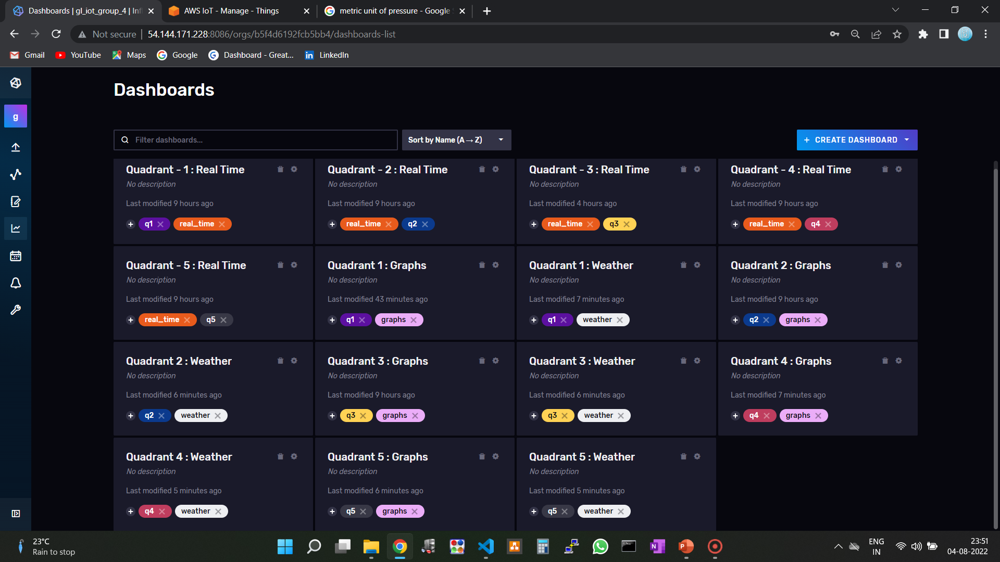 Dashboards | gl_iot_group_4 | Inf
AWS IoT - Manage - Things
metric unit of pressure - Google
Not secure
54.144.171.228:8086/orgs/b5f4d6192fcb5bb4/dashboards-list
Gmail
YouTube
Maps
Google
Dashboard - Great...
LinkedIn
g
Dashboards
Filter dashboards...
Sort by Name (A→Z)
+ CREATE DASHBOARD
Quadrant - 1 : Real Time
No description
Last modified 9 hours ago
q1
real_time
Quadrant - 2 : Real Time
No description
Last modified 9 hours ago
real_time
q2
Quadrant - 3 : Real Time
No description
Last modified 4 hours ago
real_time
q3
Quadrant - 4 : Real Time
No description
Last modified 9 hours ago
real_time
q4
Quadrant - 5 : Real Time
No description
Last modified 9 hours ago
real_time
q5
Quadrant 1 : Graphs
No description
Last modified 43 minutes ago
q1
graphs
Quadrant 1 : Weather
No description
Last modified 7 minutes ago
q1
weather
Quadrant 2 : Graphs
No description
Last modified 9 hours ago
q2
graphs
Quadrant 2 : Weather
No description
Last modified 6 minutes ago
q2
weather
Quadrant 3 : Graphs
No description
Last modified 9 hours ago
q3
graphs
Quadrant 3 : Weather
No description
Last modified 6 minutes ago
q3
weather
Quadrant 4 : Graphs
No description
Last modified 7 minutes ago
q4
graphs
Quadrant 4 : Weather
No description
Last modified 5 minutes ago
q4
weather
Quadrant 5 : Graphs
No description
Last modified 6 minutes ago
q5
graphs
Quadrant 5 : Weather
No description
Last modified 5 minutes ago
q5
weather
23°C
Rain to stop
ENG
IN
23:51
04-08-2022